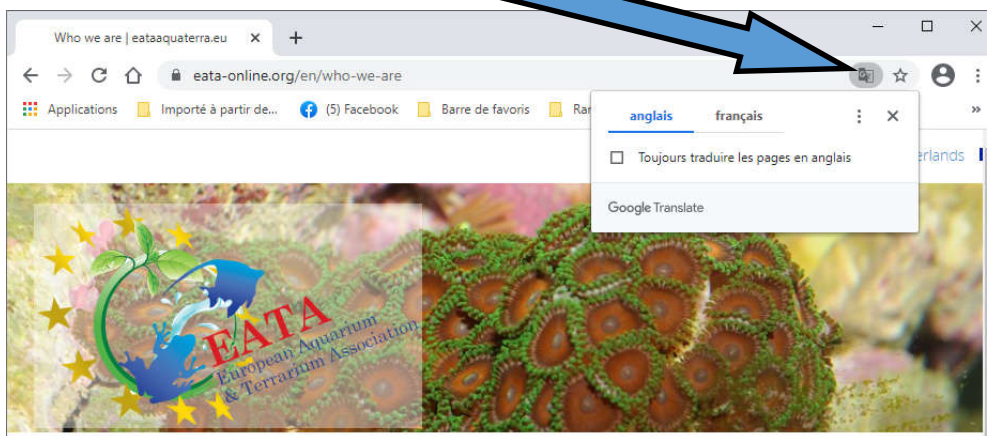 Who we are | eataaquaterra.eu
eata-online.org/en/who-we-are
Applications Importé à partir de... (5) Facebook Barre de favoris Rar
anglais français
Toujours traduire les pages en anglais
erlands
Google Translate
EATA
European Aquarium
& Terrarium Association